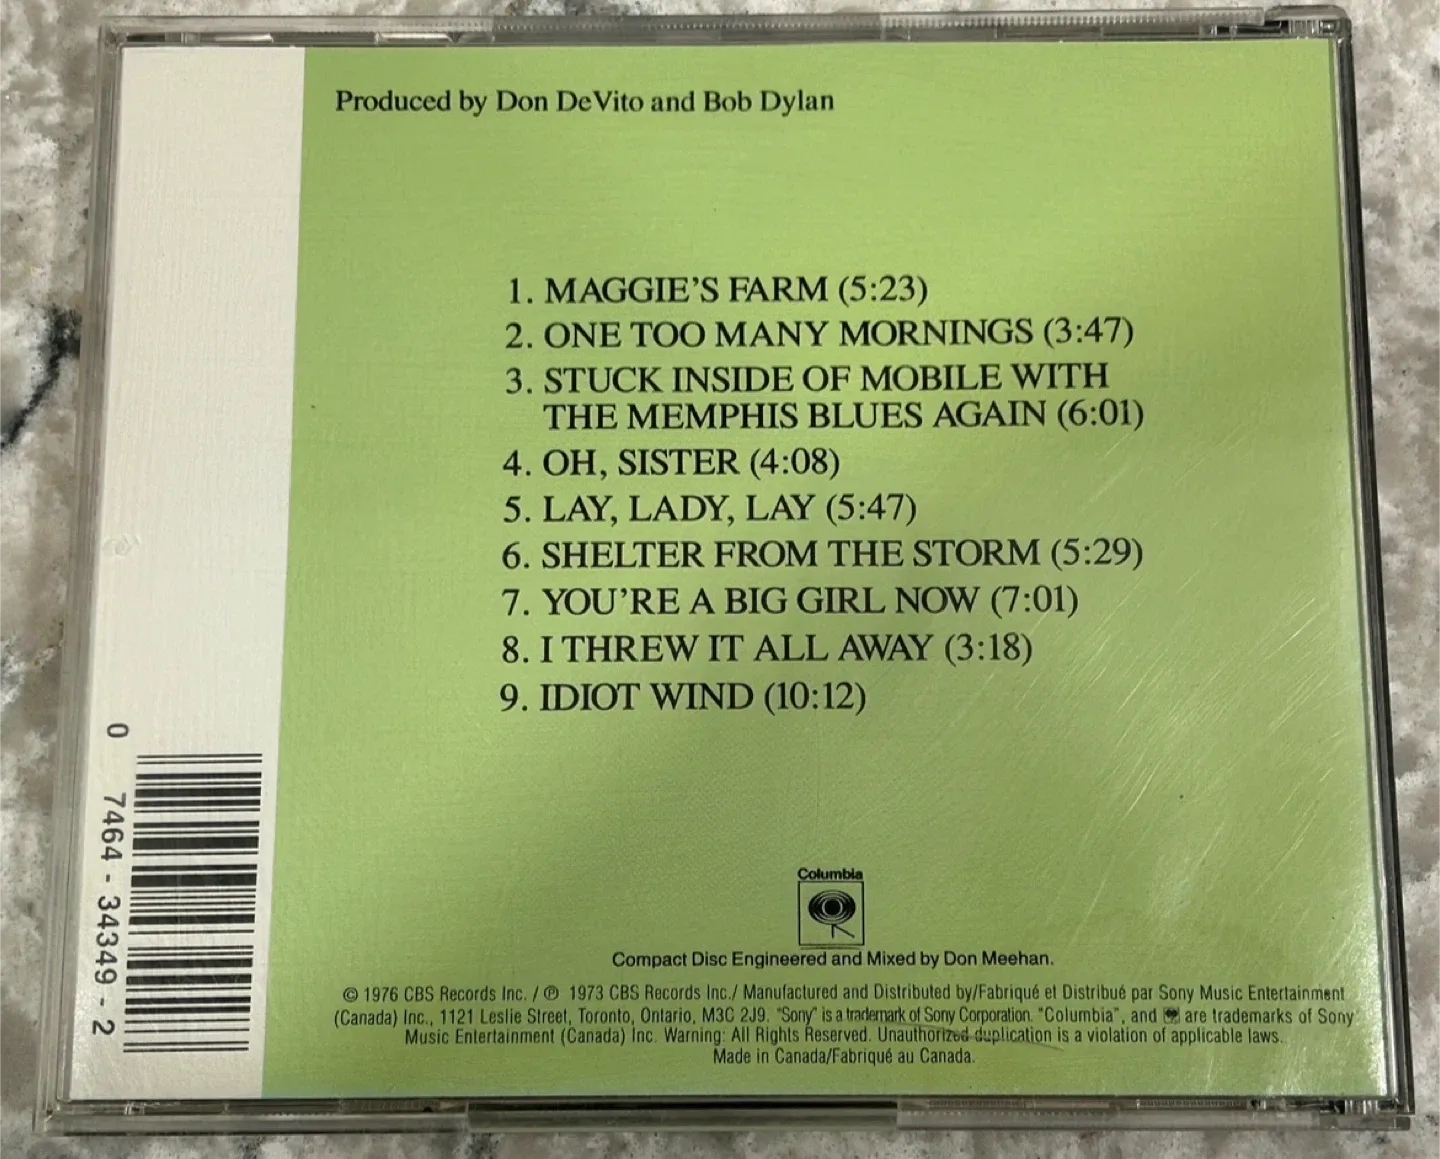 Produced by Don DeVito and Bob Dylan
1. MAGGIE'S FARM (5:23)
2. ONE TOO MANY MORNINGS (3:47)
3. STUCK INSIDE OF MOBILE WITH
THE MEMPHIS BLUES AGAIN (6:01)
4. OH, SISTER (4:08)
5. LAY, LADY, LAY (5:47)
6. SHELTER FROM THE STORM (5:29)
7. YOU'RE A BIG GIRL NOW (7:01)
8. I THREW IT ALL AWAY (3:18)
9. IDIOT WIND (10:12)
0 7464-34349-2
Columbia
Compact Disc Engineered and Mixed by Don Meehan.
© 1976 CBS Records Inc. / ℗ 1973 CBS Records Inc./ Manufactured and Distributed by/Fabriqué et Distribué par Sony Music Entertainment
(Canada) Inc., 1121 Leslie Street, Toronto, Ontario, M3C 2J9. "Sony" is a trademark of Sony Corporation. "Columbia", and are trademarks of Sony
Music Entertainment (Canada) Inc. Warning: All Rights Reserved. Unauthorized duplication is a violation of applicable laws.
Made in Canada/Fabriqué au Canada.